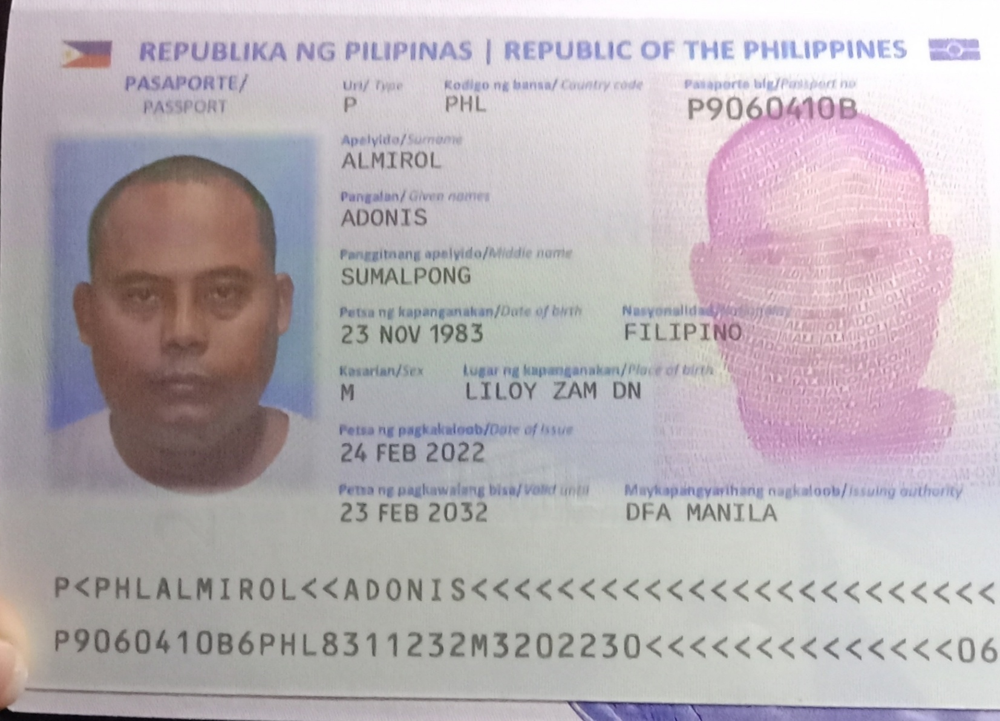 REPUBLIKA NG PILIPINAS | REPUBLIC OF THE PHILIPPINES
PASAPORTE/
PASSPORT
Uri/ Type
P
Kodigo ng bansa/ Country code
PHL
Pasaporte blg/Passport no
P9060410B
Apelyido/Surname
ALMIROL
Pangalan/ Given names
ADONIS
Panggitnang apelyido/Middle name
SUMALPONG
Petsa ng kapanganakan/Date of birth
23 NOV 1983
Nasyonalidad/Nationality
FILIPINO
Kasarian/Sex
M
Lugar ng kapanganakan/Place of birth
LILOY ZAM DN
Petsa ng pagkakaloob/Date of issue
24 FEB 2022
Petsa ng pagkawalang bisa/Valid until
23 FEB 2032
Maykapangyarihang nagkaloob/Issuing authority
DFA MANILA
P<PHLALMIROL<<ADONIS<<<<<<<<<<<<<<<<<<<<<<<<
P9060410B6PHL8311232M3202230<<<<<<<<<<<<<<06